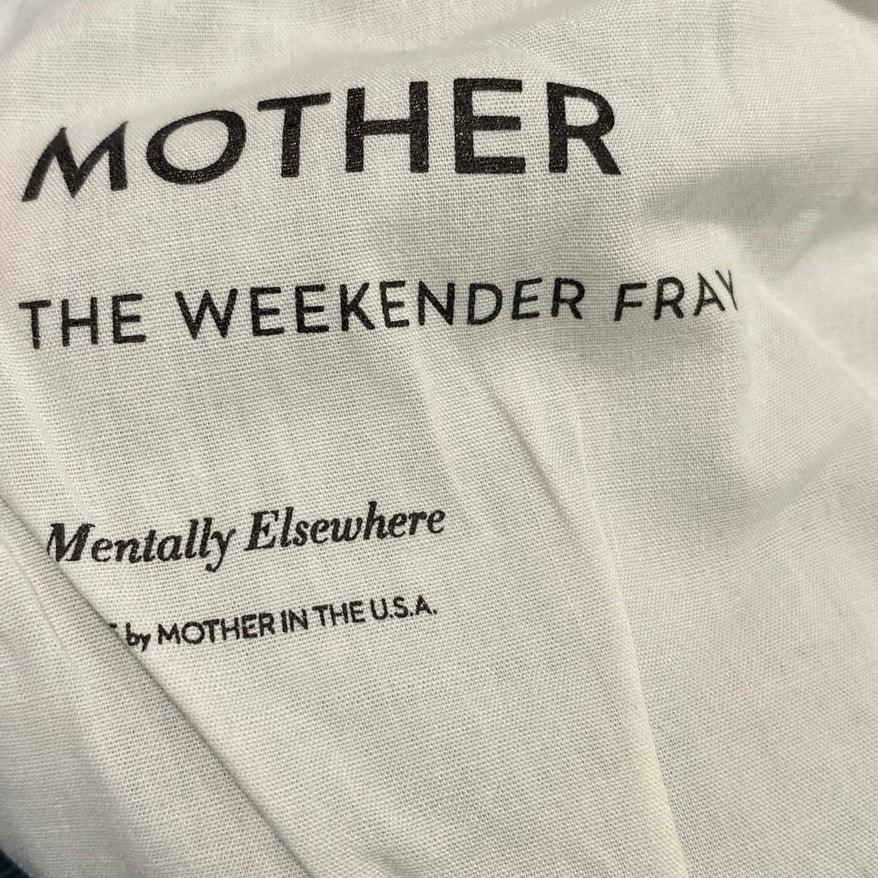 MOTHER
THE WEEKENDER FRAY
Mentally Elsewhere
by MOTHER IN THE U.S.A.